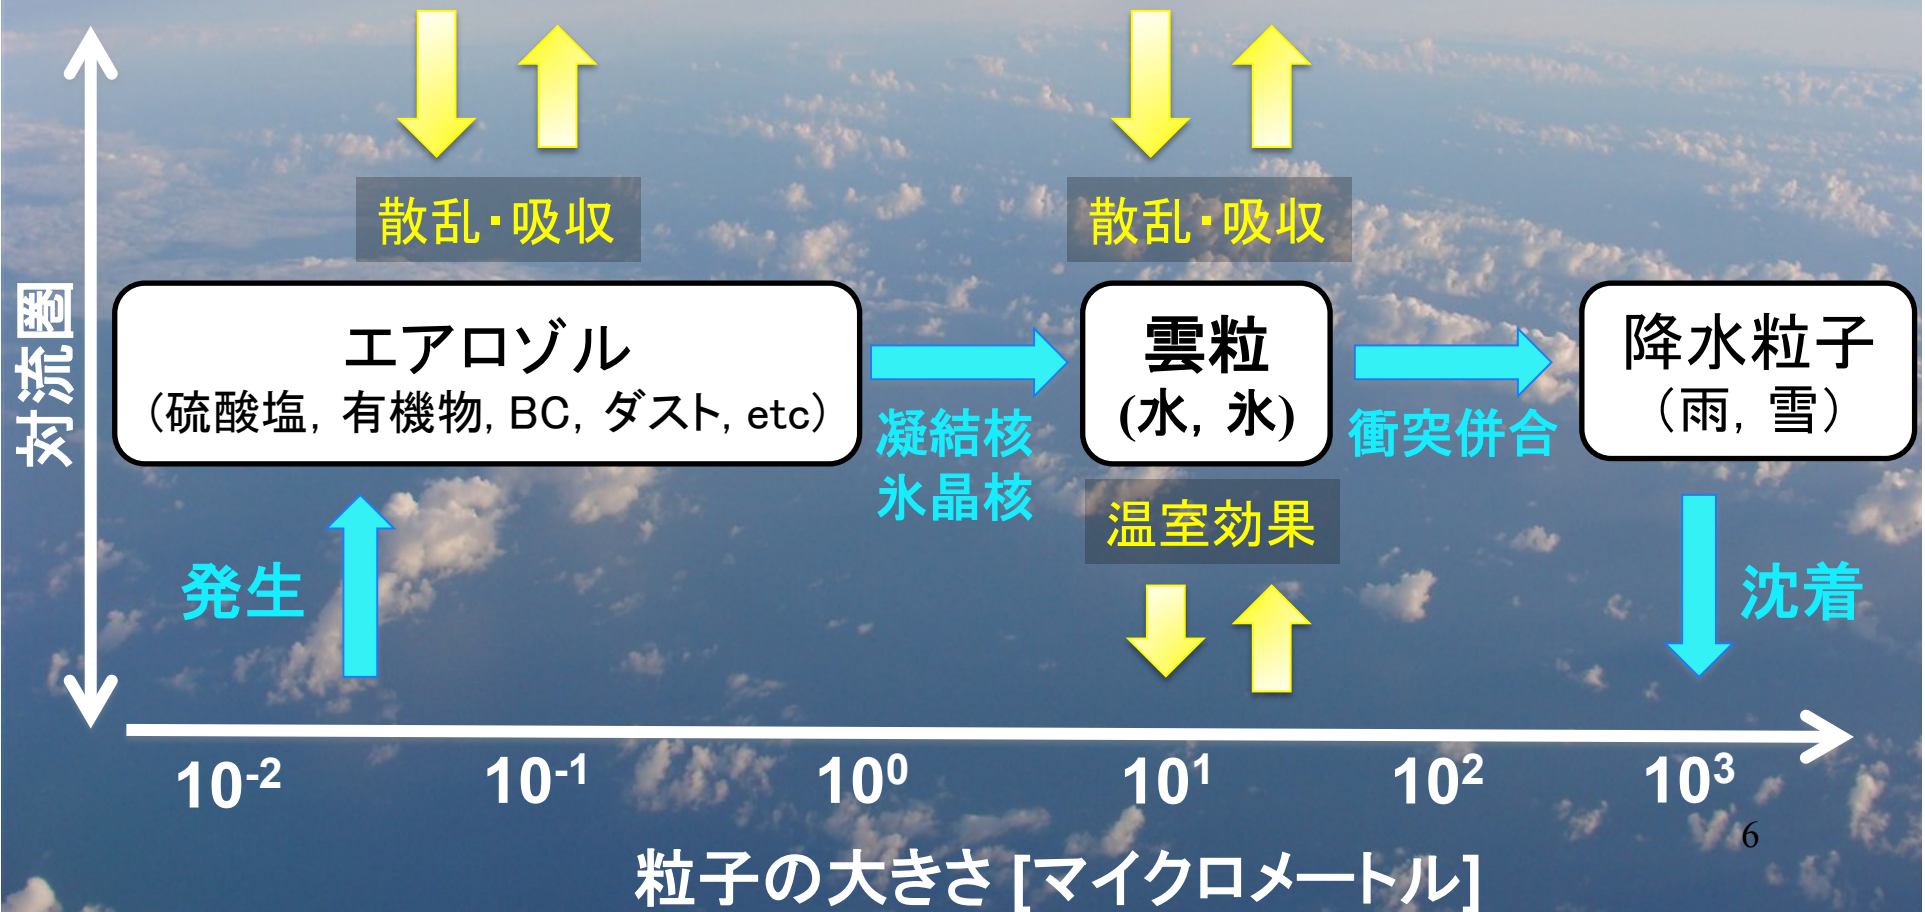 散乱・吸収
散乱・吸収
対流圏
エアロゾル
(硫酸塩, 有機物, BC, ダスト, etc)
凝結核
氷晶核
雲粒
(水, 氷)
衝突併合
降水粒子
(雨, 雪)
温室効果
発生
沈着
10⁻² 10⁻¹ 10⁰ 10¹ 10² 10³
6
粒子の大きさ [マイクロメートル]